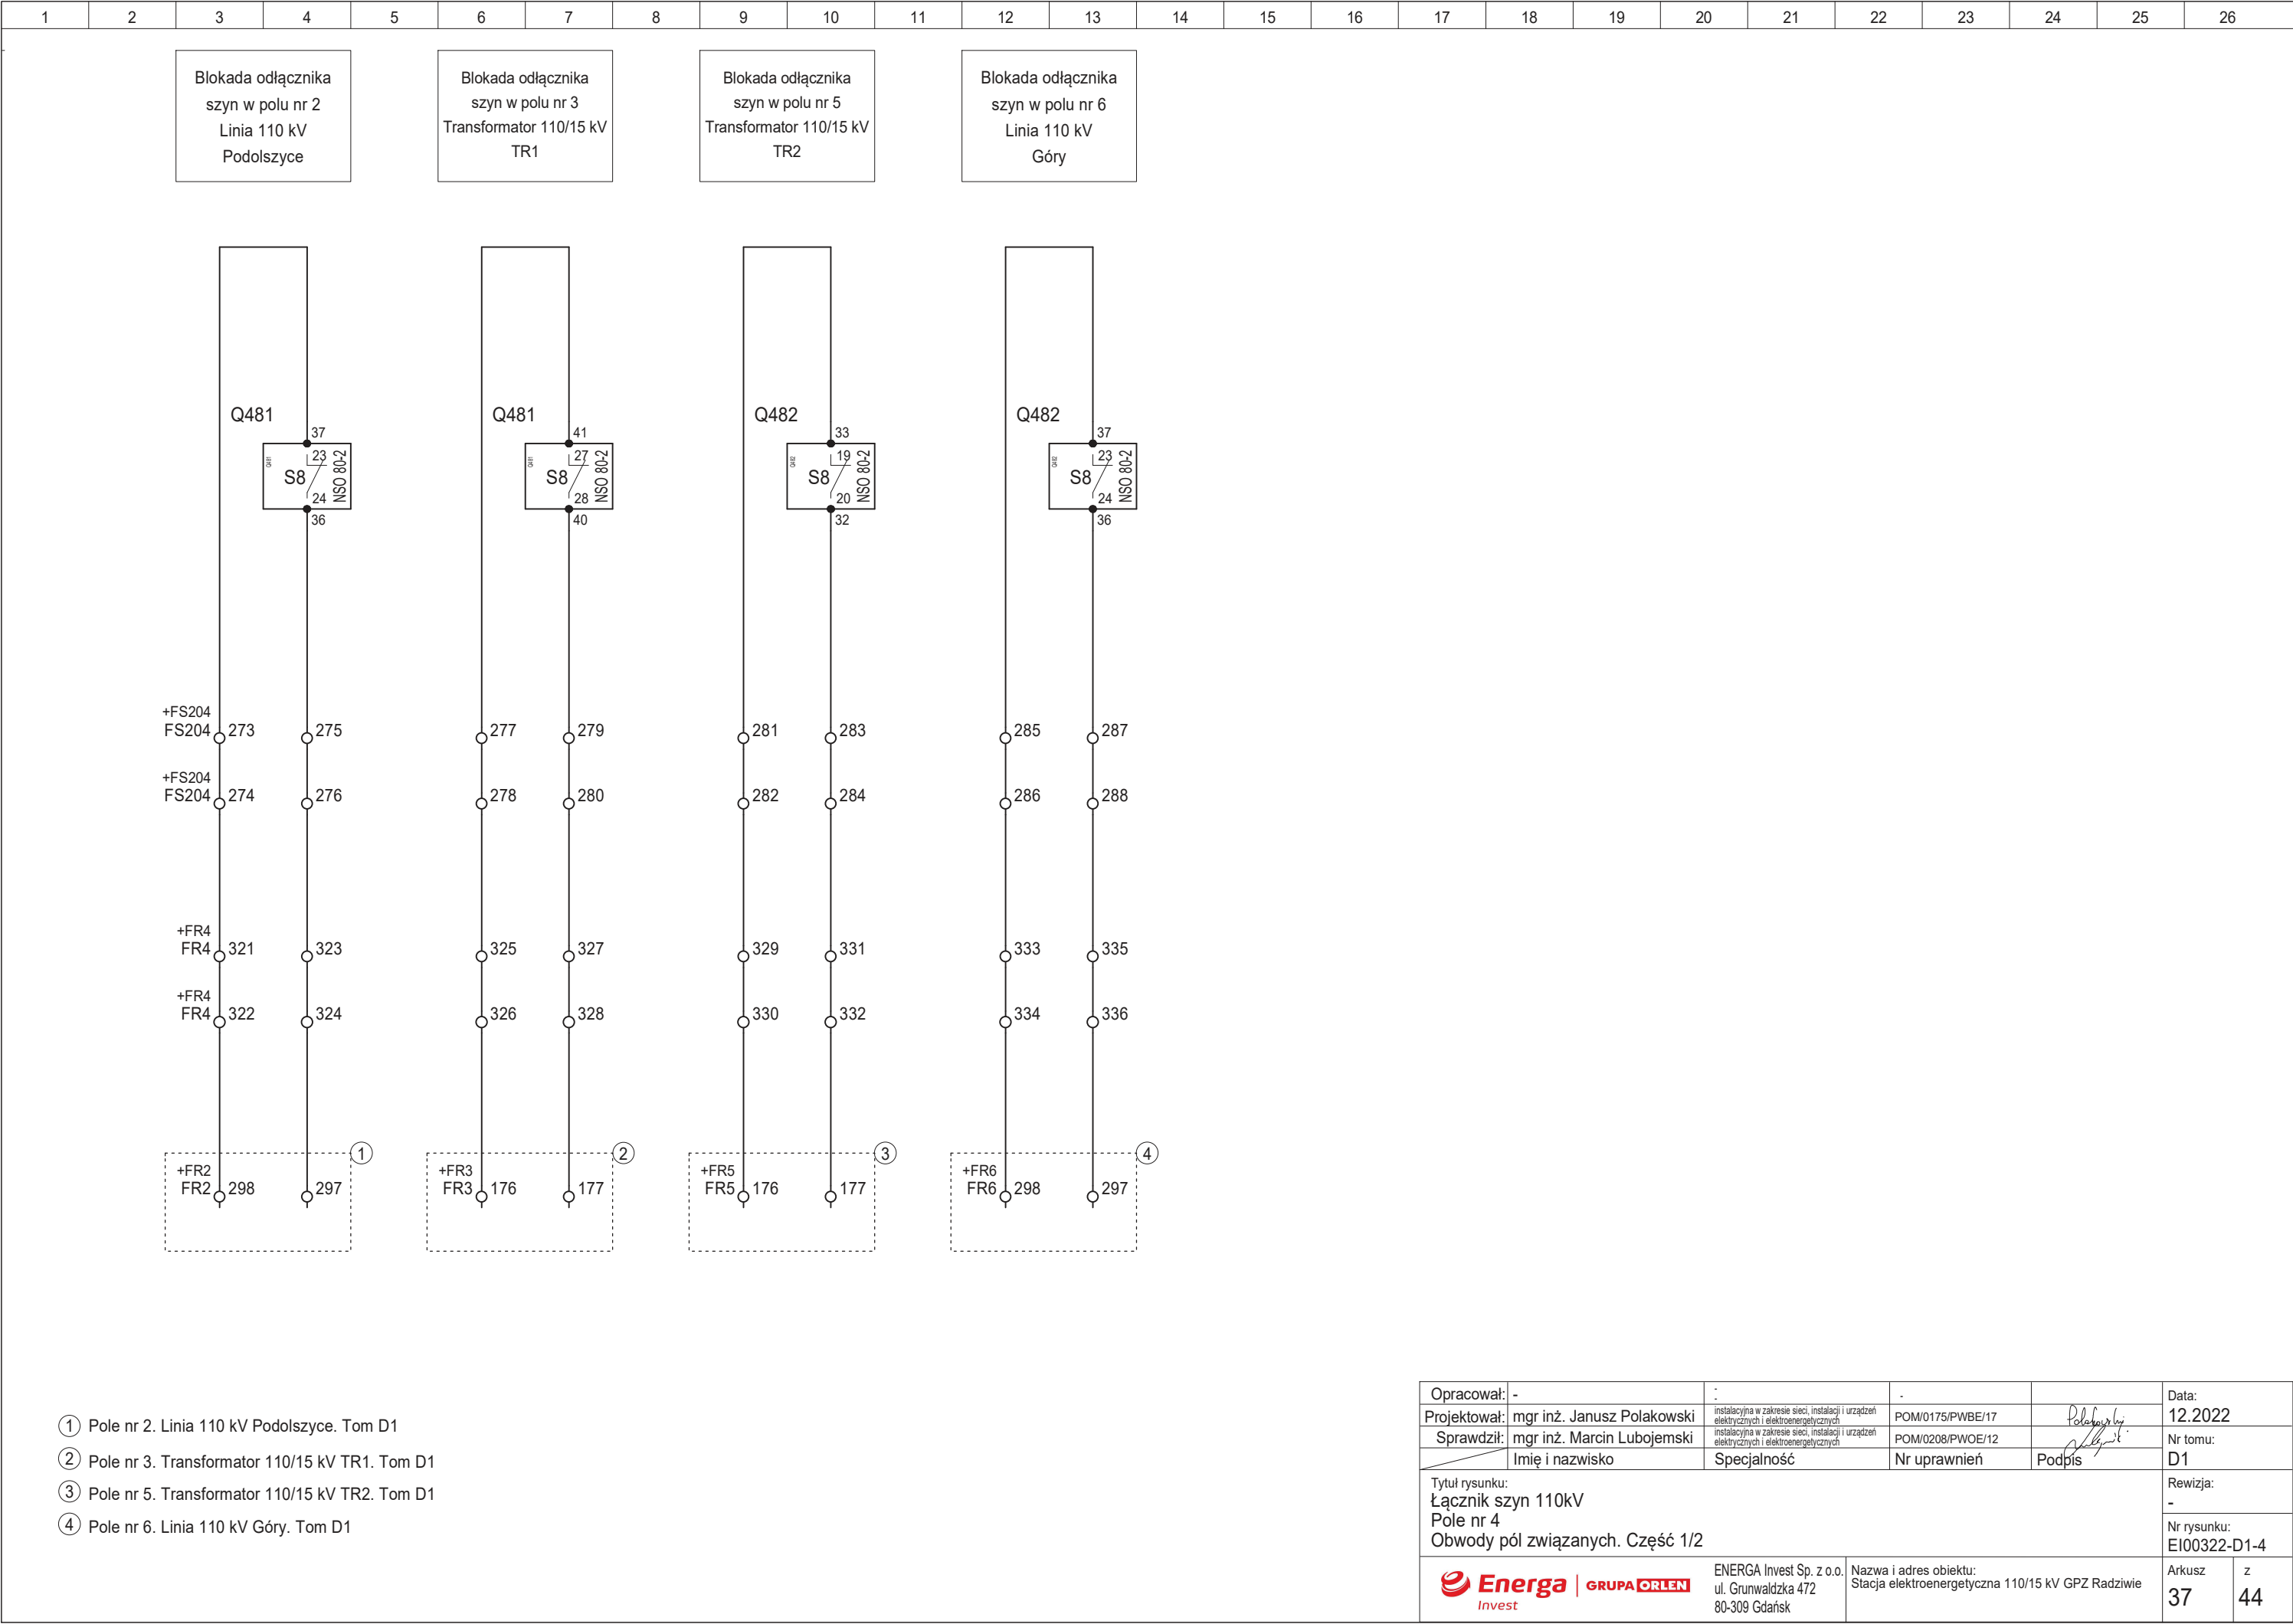 1 2 3 4 5 6 7 8 9 10 11 12 13 14 15 16 17 18 19 20 21 22 23 24 25 26
Blokada odłącznika
szyn w polu nr 2
Linia 110 kV
Podolszyce
Blokada odłącznika
szyn w polu nr 3
Transformator 110/15 kV
TR1
Blokada odłącznika
szyn w polu nr 5
Transformator 110/15 kV
TR2
Blokada odłącznika
szyn w polu nr 6
Linia 110 kV
Góry
Q481
37
Q481
23
S8
NSO 80-2
24
36
Q481
41
Q481
27
S8
NSO 80-2
28
40
Q482
33
Q482
19
S8
NSO 80-2
20
32
Q482
37
Q482
23
S8
NSO 80-2
24
36
+FS204
FS204 273 275 277 279 281 283 285 287
+FS204
FS204 274 276 278 280 282 284 286 288
+FR4
FR4 321 323 325 327 329 331 333 335
+FR4
FR4 322 324 326 328 330 332 334 336
1 2 3 4
+FR2 +FR3 +FR5 +FR6
FR2 298 297 FR3 176 177 FR5 176 177 FR6 298 297
1 Pole nr 2. Linia 110 kV Podolszyce. Tom D1
2 Pole nr 3. Transformator 110/15 kV TR1. Tom D1
3 Pole nr 5. Transformator 110/15 kV TR2. Tom D1
4 Pole nr 6. Linia 110 kV Góry. Tom D1
Opracował: - - - -
Projektował: mgr inż. Janusz Polakowski
instalacyjna w zakresie sieci, instalacji i urządzeń
elektrycznych i elektroenergetycznych
POM/0175/PWBE/17
Polakowski
Sprawdził: mgr inż. Marcin Lubojemski
instalacyjna w zakresie sieci, instalacji i urządzeń
elektrycznych i elektroenergetycznych
POM/0208/PWOE/12
Imię i nazwisko Specjalność Nr uprawnień Podpis
Data:
12.2022
Nr tomu:
D1
Tytuł rysunku:
Łącznik szyn 110kV
Pole nr 4
Obwody pól związanych. Część 1/2
Rewizja:
-
Nr rysunku:
EI00322-D1-4
Energa
Invest
GRUPA ORLEN
ENERGA Invest Sp. z o.o.
ul. Grunwaldzka 472
80-309 Gdańsk
Nazwa i adres obiektu:
Stacja elektroenergetyczna 110/15 kV GPZ Radziwie
Arkusz z
37 44